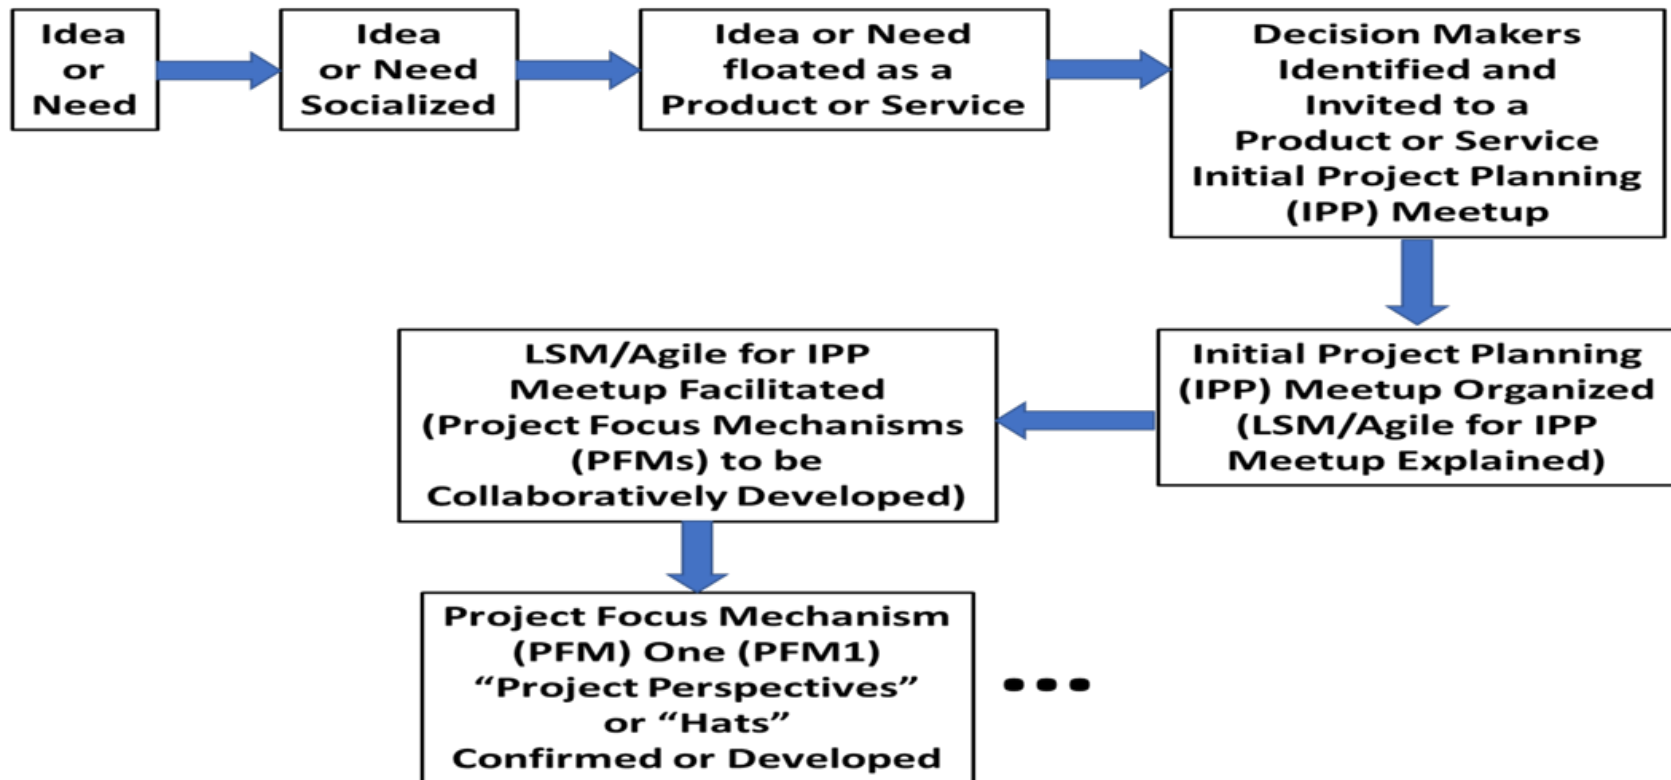 Idea
or
Need
Idea
or Need
Socialized
Idea or Need
floated as a
Product or Service
Decision Makers
Identified and
Invited to a
Product or Service
Initial Project Planning
(IPP) Meetup
Initial Project Planning
(IPP) Meetup Organized
(LSM/Agile for IPP
Meetup Explained)
LSM/Agile for IPP
Meetup Facilitated
(Project Focus Mechanisms
(PFMs) to be
Collaboratively Developed)
Project Focus Mechanism
(PFM) One (PFM1)
“Project Perspectives”
or “Hats”
Confirmed or Developed
...